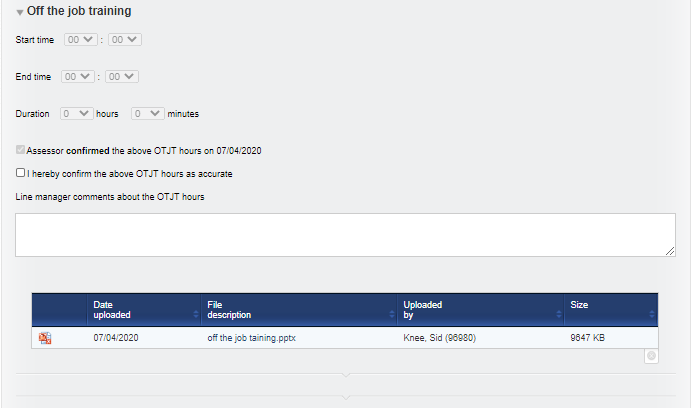 Off the job training
Start time 00 : 00
End time 00 : 00
Duration 0 hours 0 minutes
Assessor confirmed the above OTJT hours on 07/04/2020
I hereby confirm the above OTJT hours as accurate
Line manager comments about the OTJT hours
Date uploaded File description Uploaded by Size
07/04/2020 off the job taining.pptx Knee, Sid (96980) 9647 KB